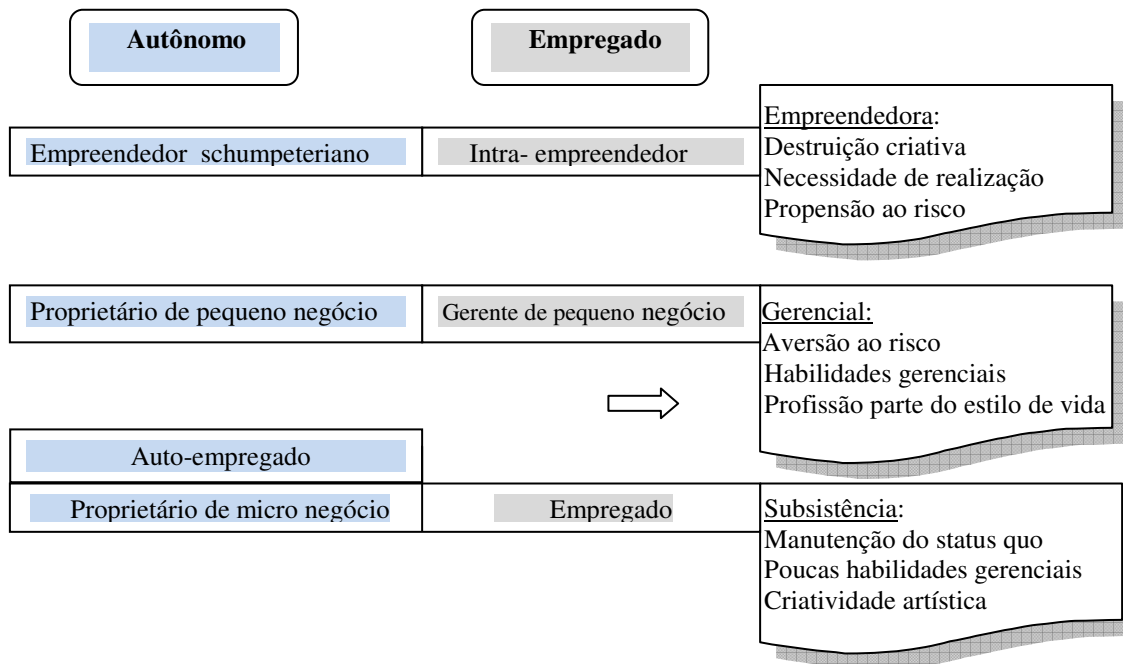 Autônomo
Empregado
Empreendedor schumpeteriano
Intra- empreendedor
Empreendedora:
Destruição criativa
Necessidade de realização
Propensão ao risco
Proprietário de pequeno negócio
Gerente de pequeno negócio
Gerencial:
Aversão ao risco
Habilidades gerenciais
Profissão parte do estilo de vida
Auto-empregado
Proprietário de micro negócio
Empregado
Subsistência:
Manutenção do status quo
Poucas habilidades gerenciais
Criatividade artística